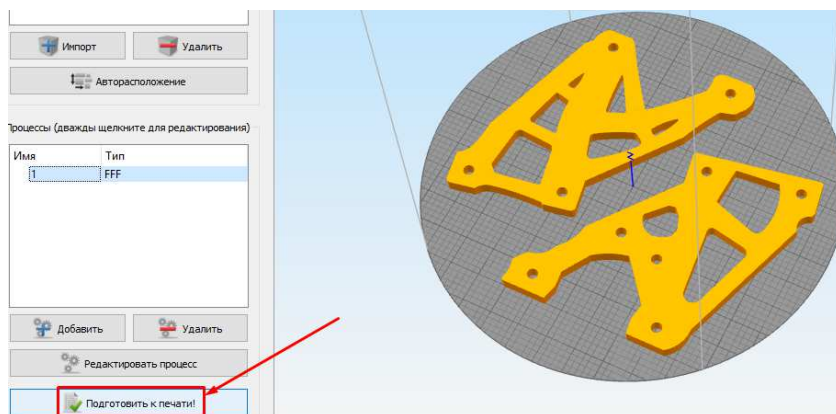 Импорт
Удалить
Авторасположение
Процессы (дважды щелкните для редактирования)
Имя Тип
1 FFF
Добавить
Удалить
Редактировать процесс
Подготовить к печати!
Z